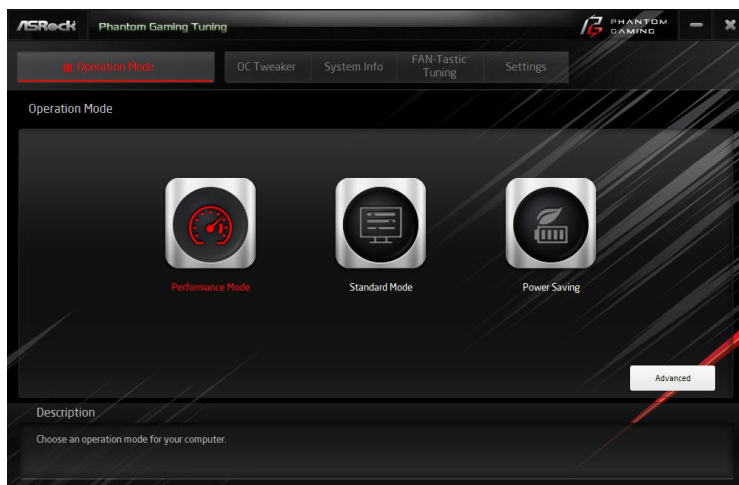 ASRock
Phantom Gaming Tuning
PHANTOM
GAMING
Operation Mode
OC Tweaker
System Info
FAN-Tastic
Tuning
Settings
Operation Mode
Performance Mode
Standard Mode
Power Saving
Advanced
Description
Choose an operation mode for your computer.